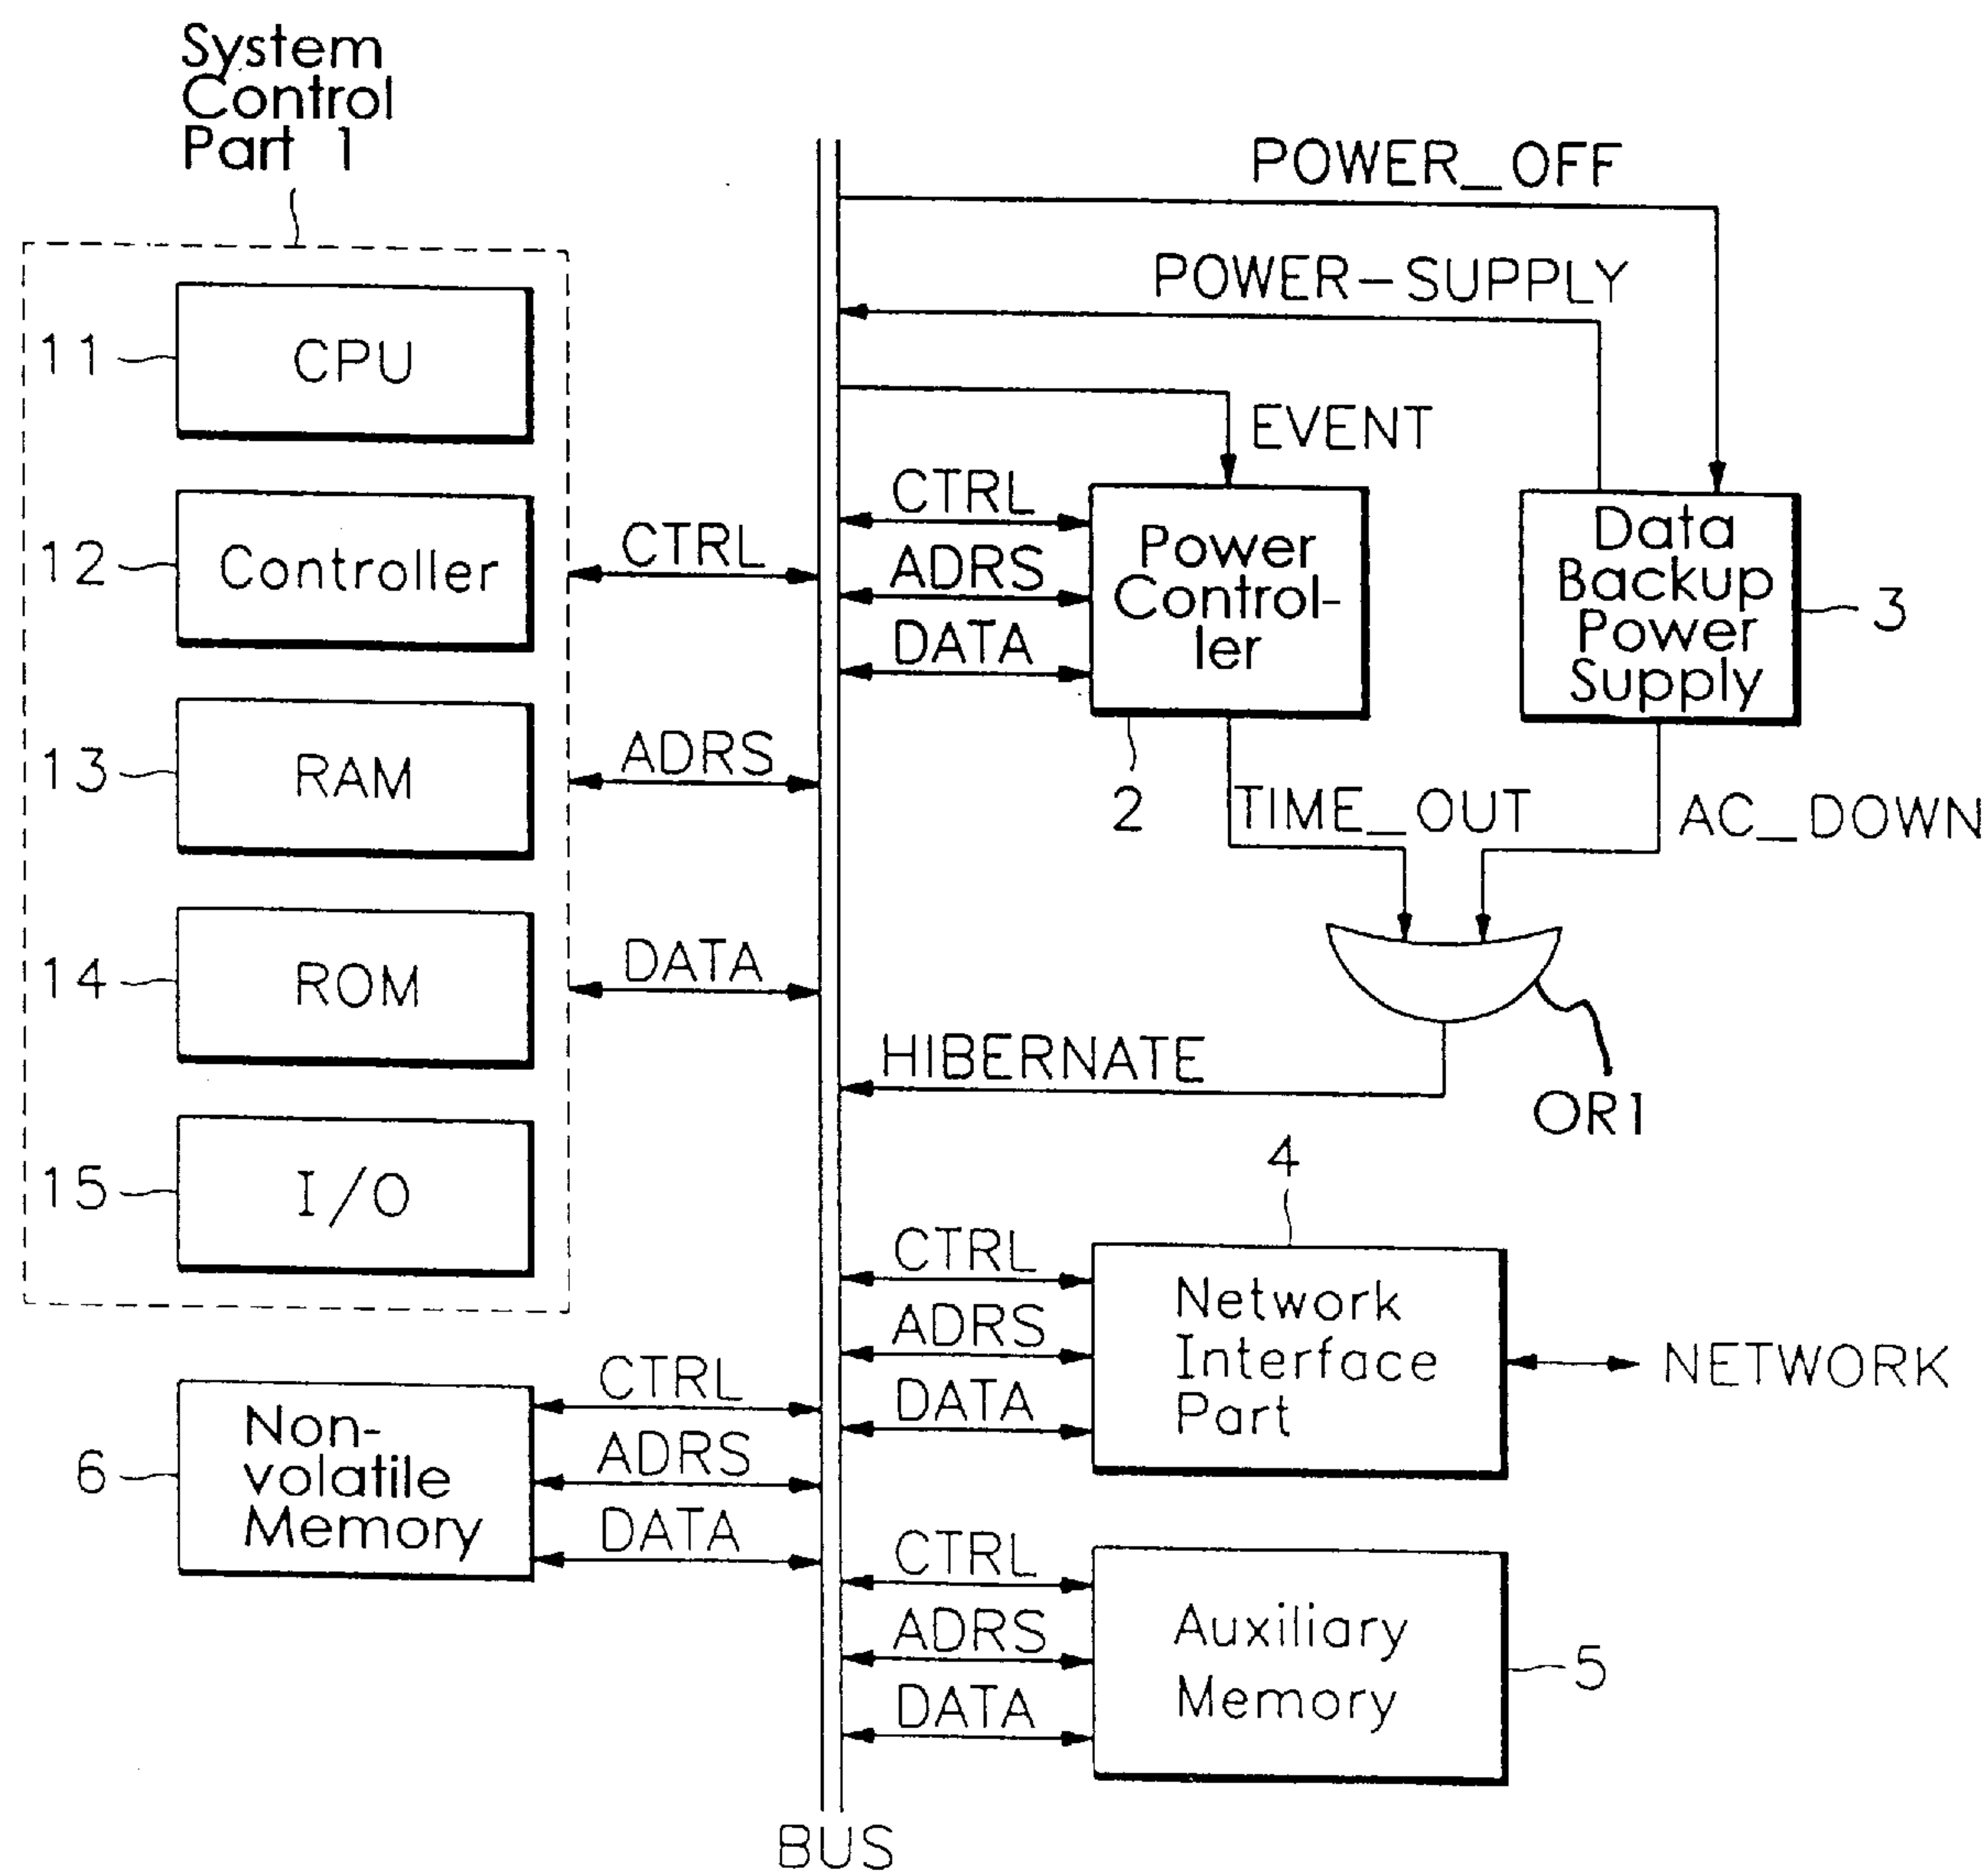 System
Control
Part 1
11
CPU
12
Controller
13
RAM
14
ROM
15
I/O
CTRL
ADRS
DATA
6
Non-
volatile
Memory
CTRL
ADRS
DATA
BUS
POWER_OFF
POWER-SUPPLY
EVENT
CTRL
ADRS
DATA
Power
Control-
ler
2
Data
Backup
Power
Supply
3
TIME_OUT
AC_DOWN
OR1
HIBERNATE
4
CTRL
ADRS
DATA
Network
Interface
Part
NETWORK
CTRL
ADRS
DATA
Auxiliary
Memory
5